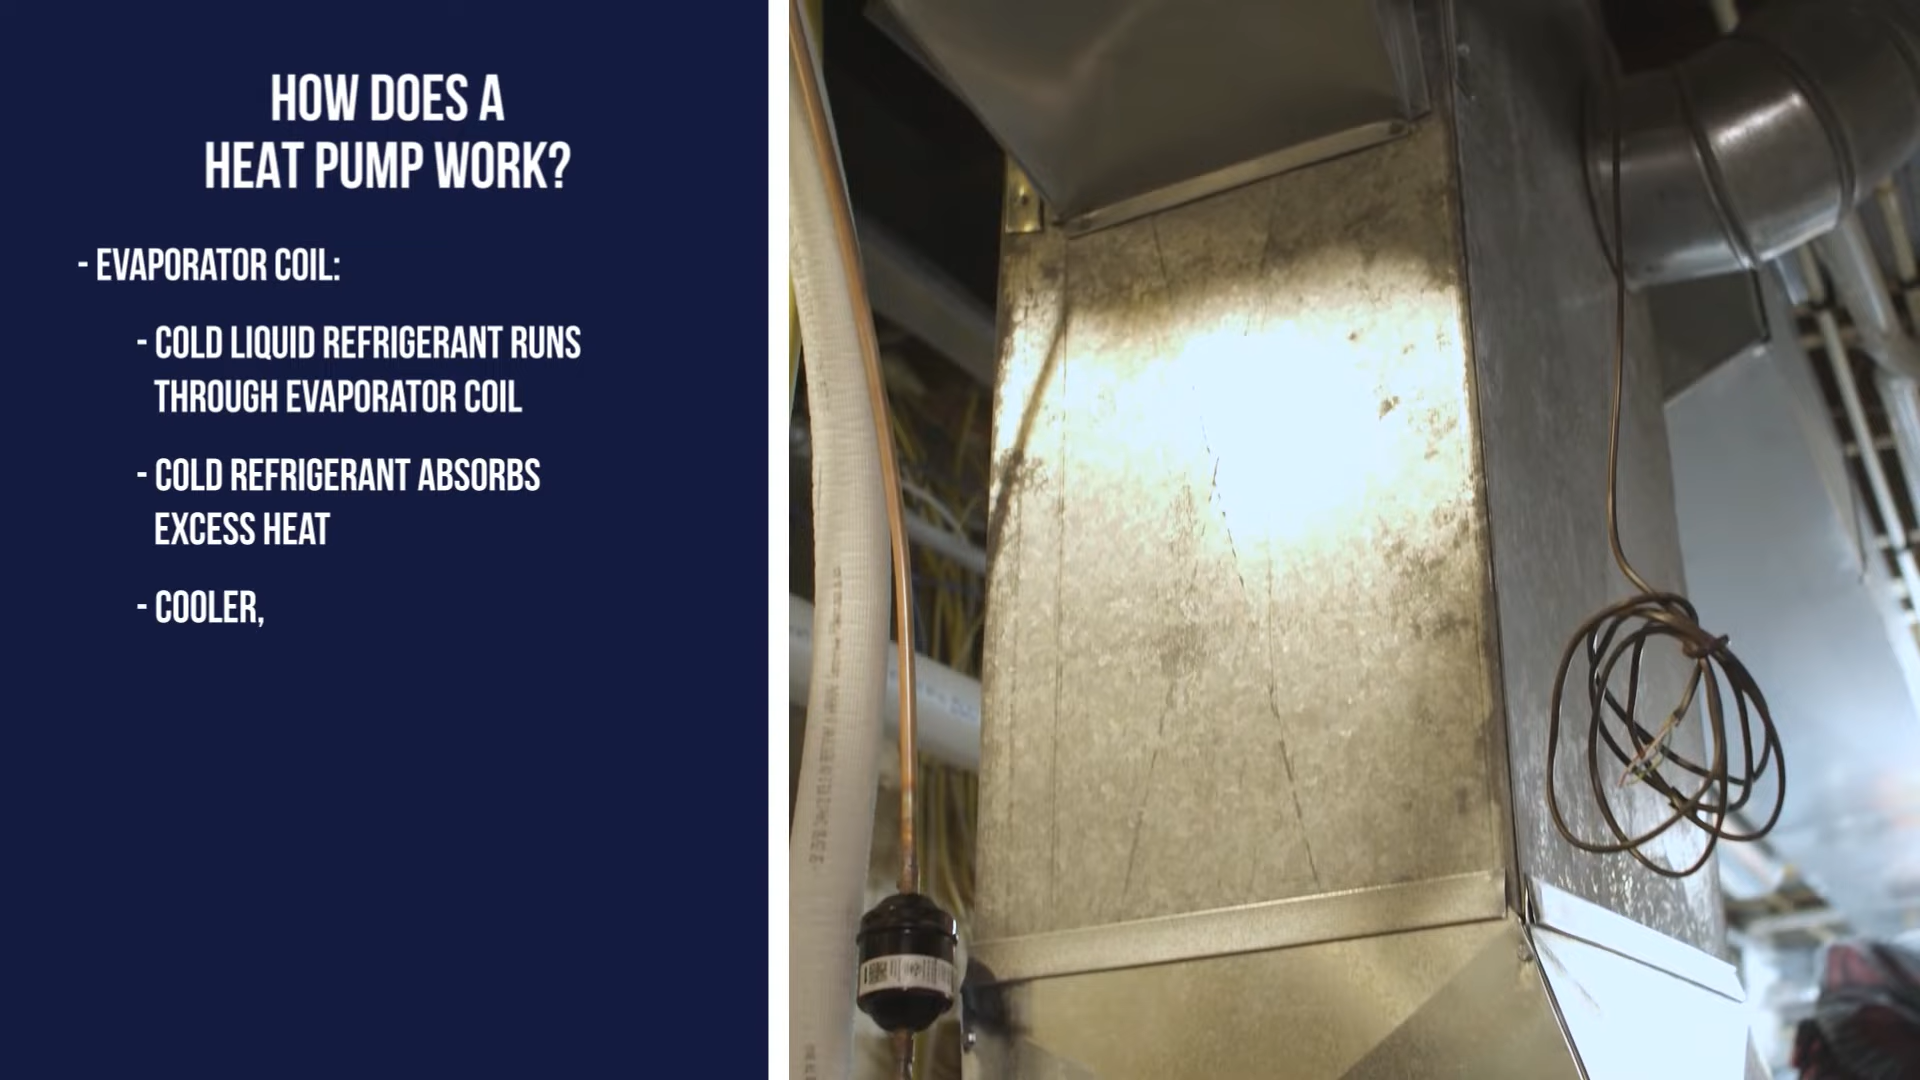 HOW DOES A
HEAT PUMP WORK?
- EVAPORATOR COIL:
- COLD LIQUID REFRIGERANT RUNS
THROUGH EVAPORATOR COIL
- COLD REFRIGERANT ABSORBS
EXCESS HEAT
- COOLER,